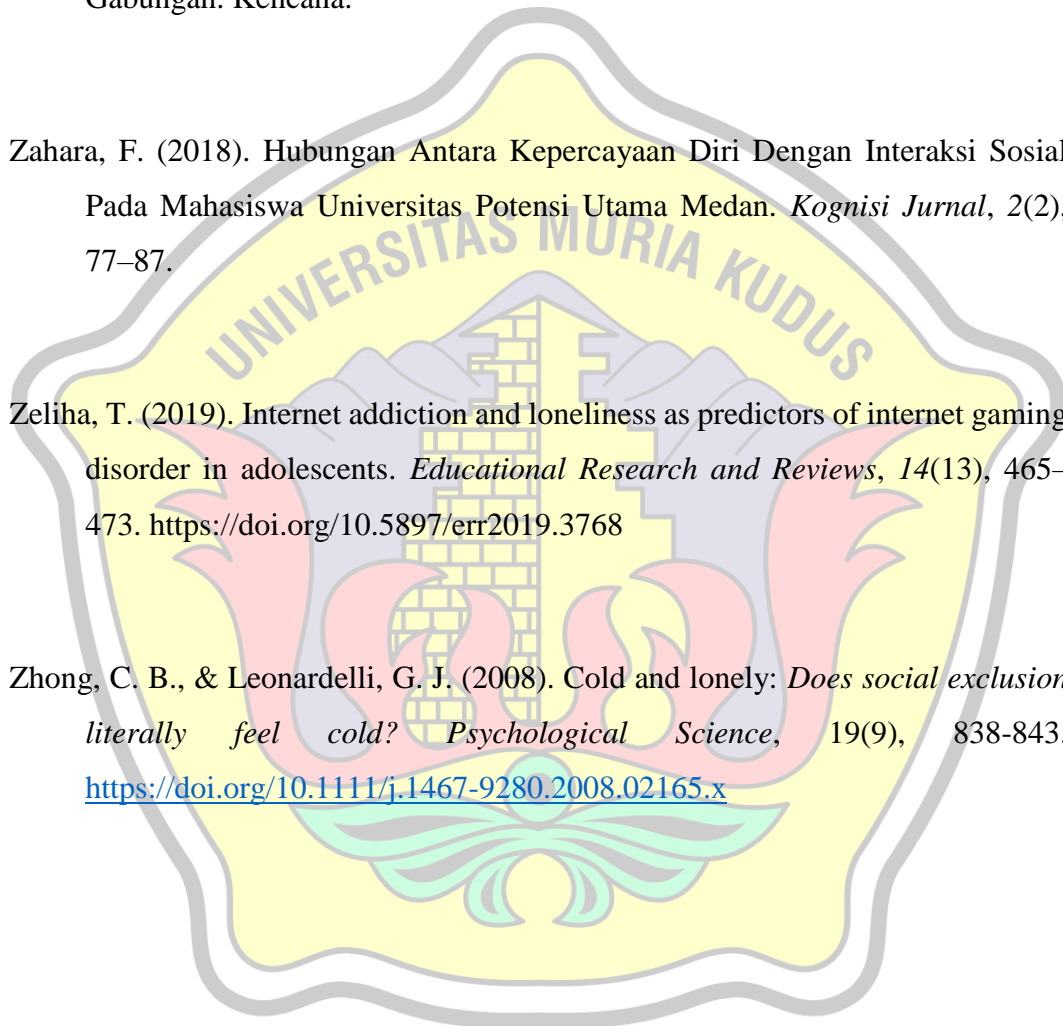 Gabungan. Kencana.
Zahara, F. (2018). Hubungan Antara Kepercayaan Diri Dengan Interaksi Sosial
Pada Mahasiswa Universitas Potensi Utama Medan. Kognisi Jurnal, 2(2),
77–87.
UNIVERSITAS MURIA KUDUS
Zeliha, T. (2019). Internet addiction and loneliness as predictors of internet gaming
disorder in adolescents. Educational Research and Reviews, 14(13), 465–
473. https://doi.org/10.5897/err2019.3768
Zhong, C. B., & Leonardelli, G. J. (2008). Cold and lonely: Does social exclusion
literally feel cold? Psychological Science, 19(9), 838-843.
https://doi.org/10.1111/j.1467-9280.2008.02165.x